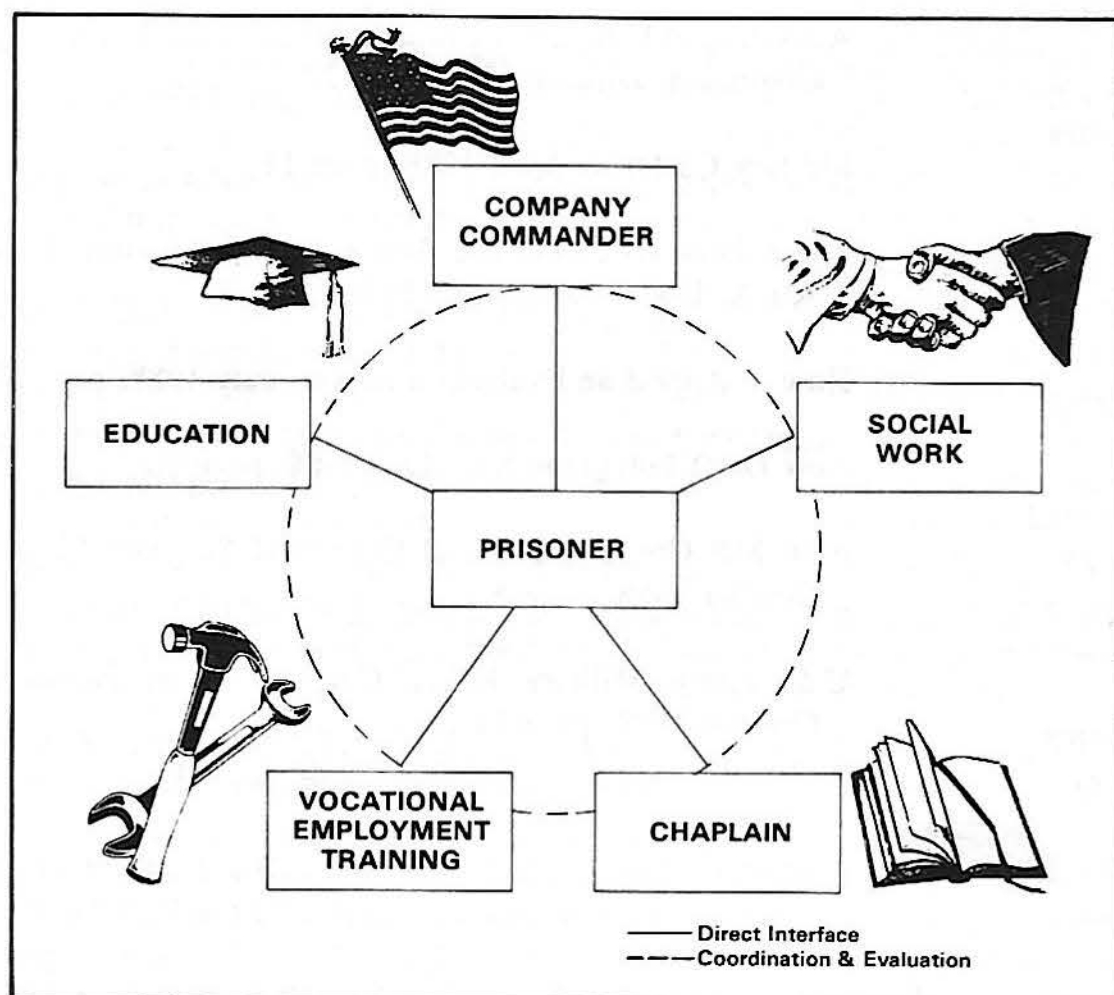 COMPANY
COMMANDER
EDUCATION
SOCIAL
WORK
PRISONER
VOCATIONAL
EMPLOYMENT
TRAINING
CHAPLAIN
Direct Interface
Coordination & Evaluation